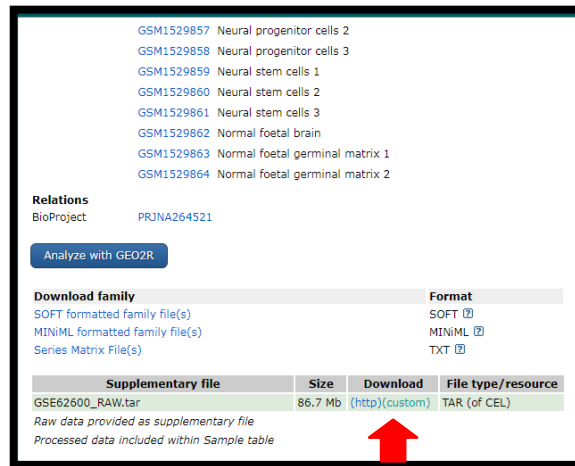 GSM1529857 Neural progenitor cells 2
GSM1529858 Neural progenitor cells 3
GSM1529859 Neural stem cells 1
GSM1529860 Neural stem cells 2
GSM1529861 Neural stem cells 3
GSM1529862 Normal foetal brain
GSM1529863 Normal foetal germinal matrix 1
GSM1529864 Normal foetal germinal matrix 2
Relations
BioProject PRJNA264521
Analyze with GEO2R
Download family Format
SOFT formatted family file(s) SOFT ?
MINiML formatted family file(s) MINiML ?
Series Matrix File(s) TXT ?
Supplementary file Size Download File type/resource
GSE62600_RAW.tar 86.7 Mb (http)(custom) TAR (of CEL)
Raw data provided as supplementary file
Processed data included within Sample table